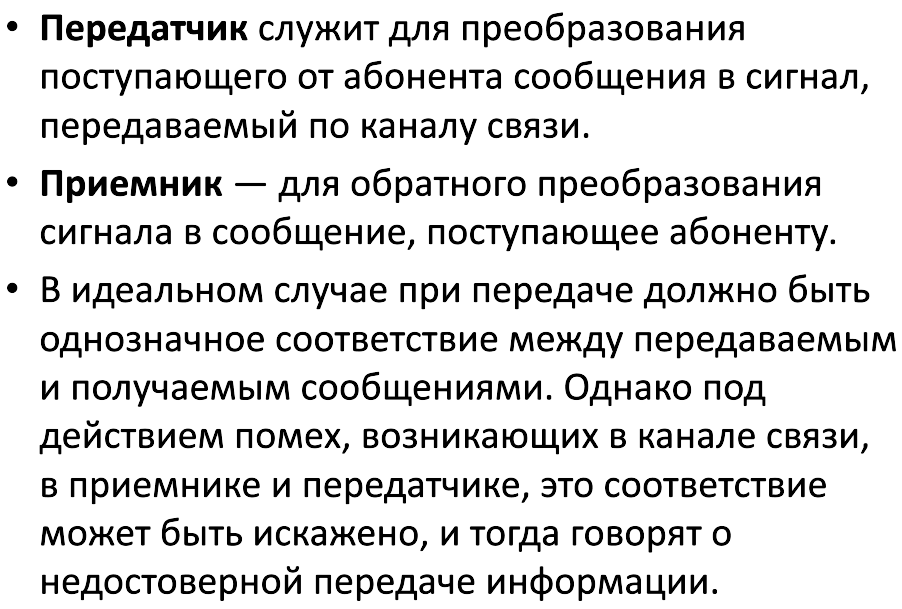 • Передатчик служит для преобразования
поступающего от абонента сообщения в сигнал,
передаваемый по каналу связи.
• Приемник — для обратного преобразования
сигнала в сообщение, поступающее абоненту.
• В идеальном случае при передаче должно быть
однозначное соответствие между передаваемым
и получаемым сообщениями. Однако под
действием помех, возникающих в канале связи,
в приемнике и передатчике, это соответствие
может быть искажено, и тогда говорят о
недостоверной передаче информации.